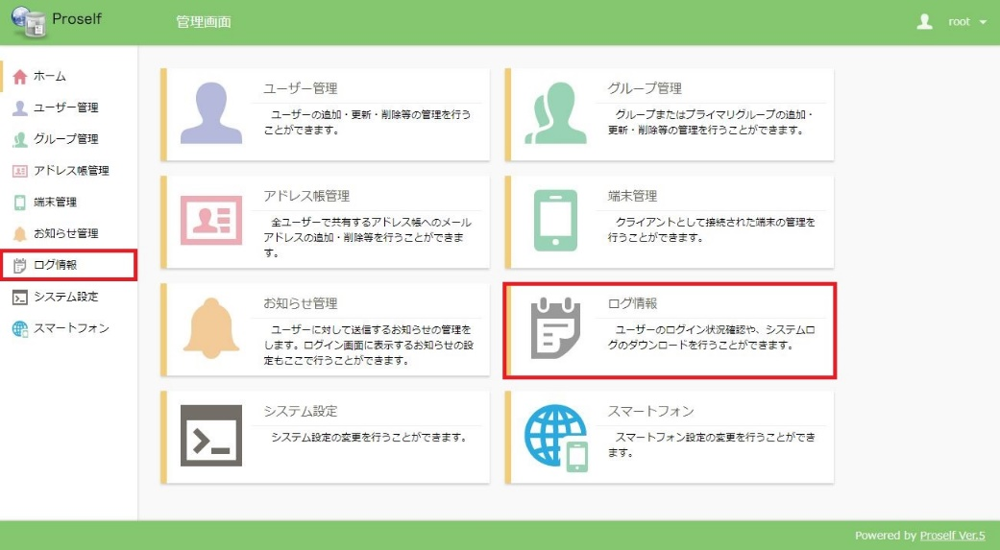 Proself
管理画面
root
ホーム
ユーザー管理
グループ管理
アドレス帳管理
端末管理
お知らせ管理
ログ情報
システム設定
スマートフォン
ユーザー管理
ユーザーの追加・更新・削除等の管理を行う
ことができます。
グループ管理
グループまたはプライマリグループの追加・
更新・削除等の管理を行うことができます。
アドレス帳管理
全ユーザーで共有するアドレス帳へのメール
アドレスの追加・削除等を行うことができま
す。
端末管理
クライアントとして接続された端末の管理を
行うことができます。
お知らせ管理
ユーザーに対して送信するお知らせの管理を
します。ログイン画面に表示するお知らせの設
定もここで行うことができます。
ログ情報
ユーザーのログイン状況確認や、システムロ
グのダウンロードを行うことができます。
システム設定
システム設定の変更を行うことができます。
スマートフォン
スマートフォン設定の変更を行うことができ
ます。
Powered by Proself Ver.5